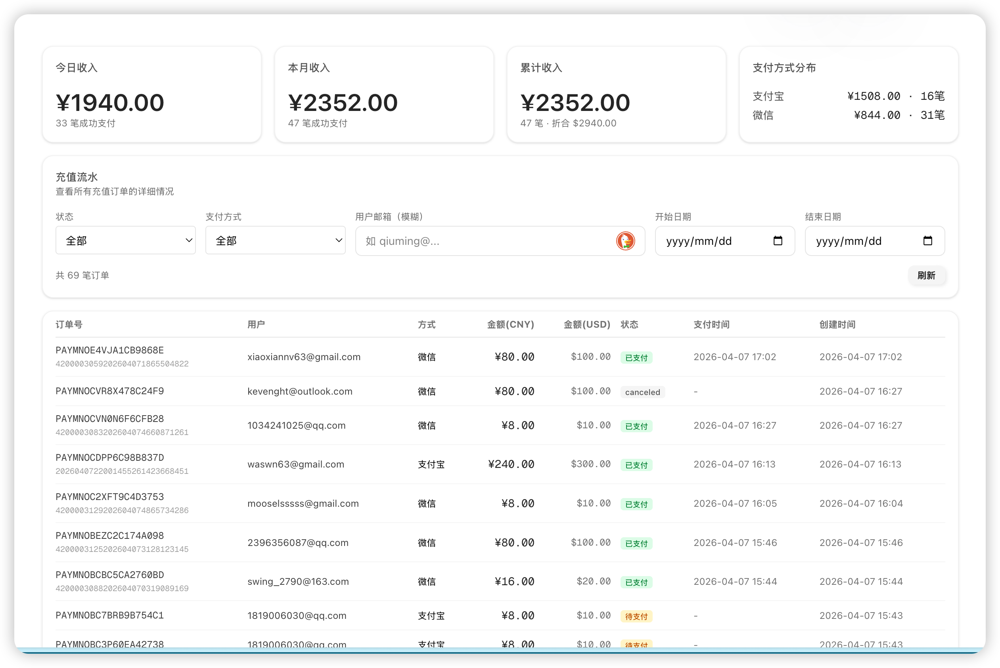 今日收入
¥1940.00
33 笔成功支付
本月收入
¥2352.00
47 笔成功支付
累计收入
¥2352.00
47 笔 · 折合 $2940.00
支付方式分布
支付宝 ¥1508.00 · 16笔
微信 ¥844.00 · 31笔
充值流水
查看所有充值订单的详细情况
状态 支付方式 用户邮箱（模糊） 开始日期 结束日期
全部 全部 如 qiuming@... yyyy/mm/dd yyyy/mm/dd
共 69 笔订单 刷新
订单号 用户 方式 金额(CNY) 金额(USD) 状态 支付时间 创建时间
PAYMNOE4VJA1CB9868E
4200003059202604071865504822
xiaoxiannv63@gmail.com 微信 ¥80.00 $100.00 已支付 2026-04-07 17:02 2026-04-07 17:02
PAYMNOCVR8X478C24F9 kevenght@outlook.com 微信 ¥80.00 $100.00 canceled - 2026-04-07 16:27
PAYMNOCVN0N6F6CFB28
4200003083202604074660871261
1034241025@qq.com 微信 ¥8.00 $10.00 已支付 2026-04-07 16:27 2026-04-07 16:27
PAYMNOCDPP6C98B837D
2026040722001455261423668451
waswn63@gmail.com 支付宝 ¥240.00 $300.00 已支付 2026-04-07 16:13 2026-04-07 16:13
PAYMNOC2XFT9C4D3753
4200003129202604074865734286
mooselsssss@gmail.com 微信 ¥8.00 $10.00 已支付 2026-04-07 16:05 2026-04-07 16:04
PAYMNOBEZC2C174A098
4200003125202604073128123145
2396356087@qq.com 微信 ¥80.00 $100.00 已支付 2026-04-07 15:46 2026-04-07 15:46
PAYMNOBCBC5CA2760BD
4200003088202604070319089169
swing_2790@163.com 微信 ¥16.00 $20.00 已支付 2026-04-07 15:44 2026-04-07 15:44
PAYMNOBC7BRB9B754C1 1819006030@qq.com 支付宝 ¥8.00 $10.00 待支付 - 2026-04-07 15:43
PAYMNOBC3P60EA42738 1819006030@qq.com 支付宝 ¥8.00 $10.00 待支付 - 2026-04-07 15:43